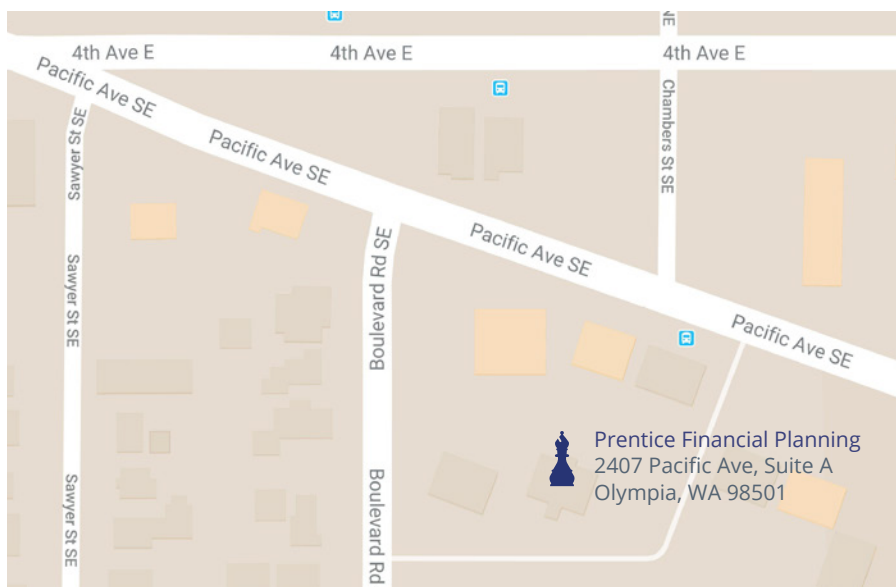 NE
4th Ave E
4th Ave E
4th Ave E
Pacific Ave SE
Pacific Ave SE
Pacific Ave SE
Pacific Ave SE
Sawyer St SE
Sawyer St SE
Sawyer St SE
Chambers St SE
Boulevard Rd SE
Boulevard Rd
Prentice Financial Planning
2407 Pacific Ave, Suite A
Olympia, WA 98501